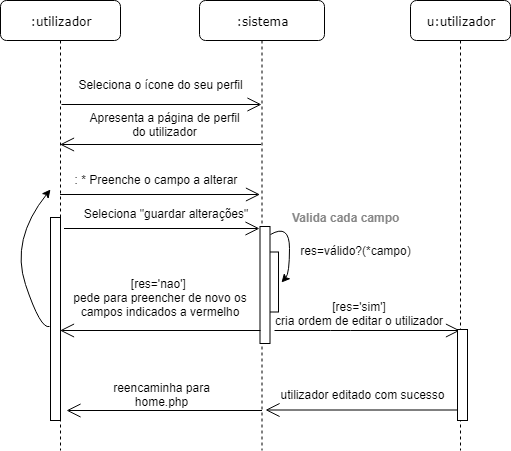 :utilizador
:sistema
u:utilizador
Seleciona o ícone do seu perfil
Apresenta a página de perfil
do utilizador
: * Preenche o campo a alterar
Seleciona "guardar alterações"
Valida cada campo
res=válido?(*campo)
[res='nao']
pede para preencher de novo os
campos indicados a vermelho
[res='sim']
cria ordem de editar o utilizador
reencaminha para
home.php
utilizador editado com sucesso